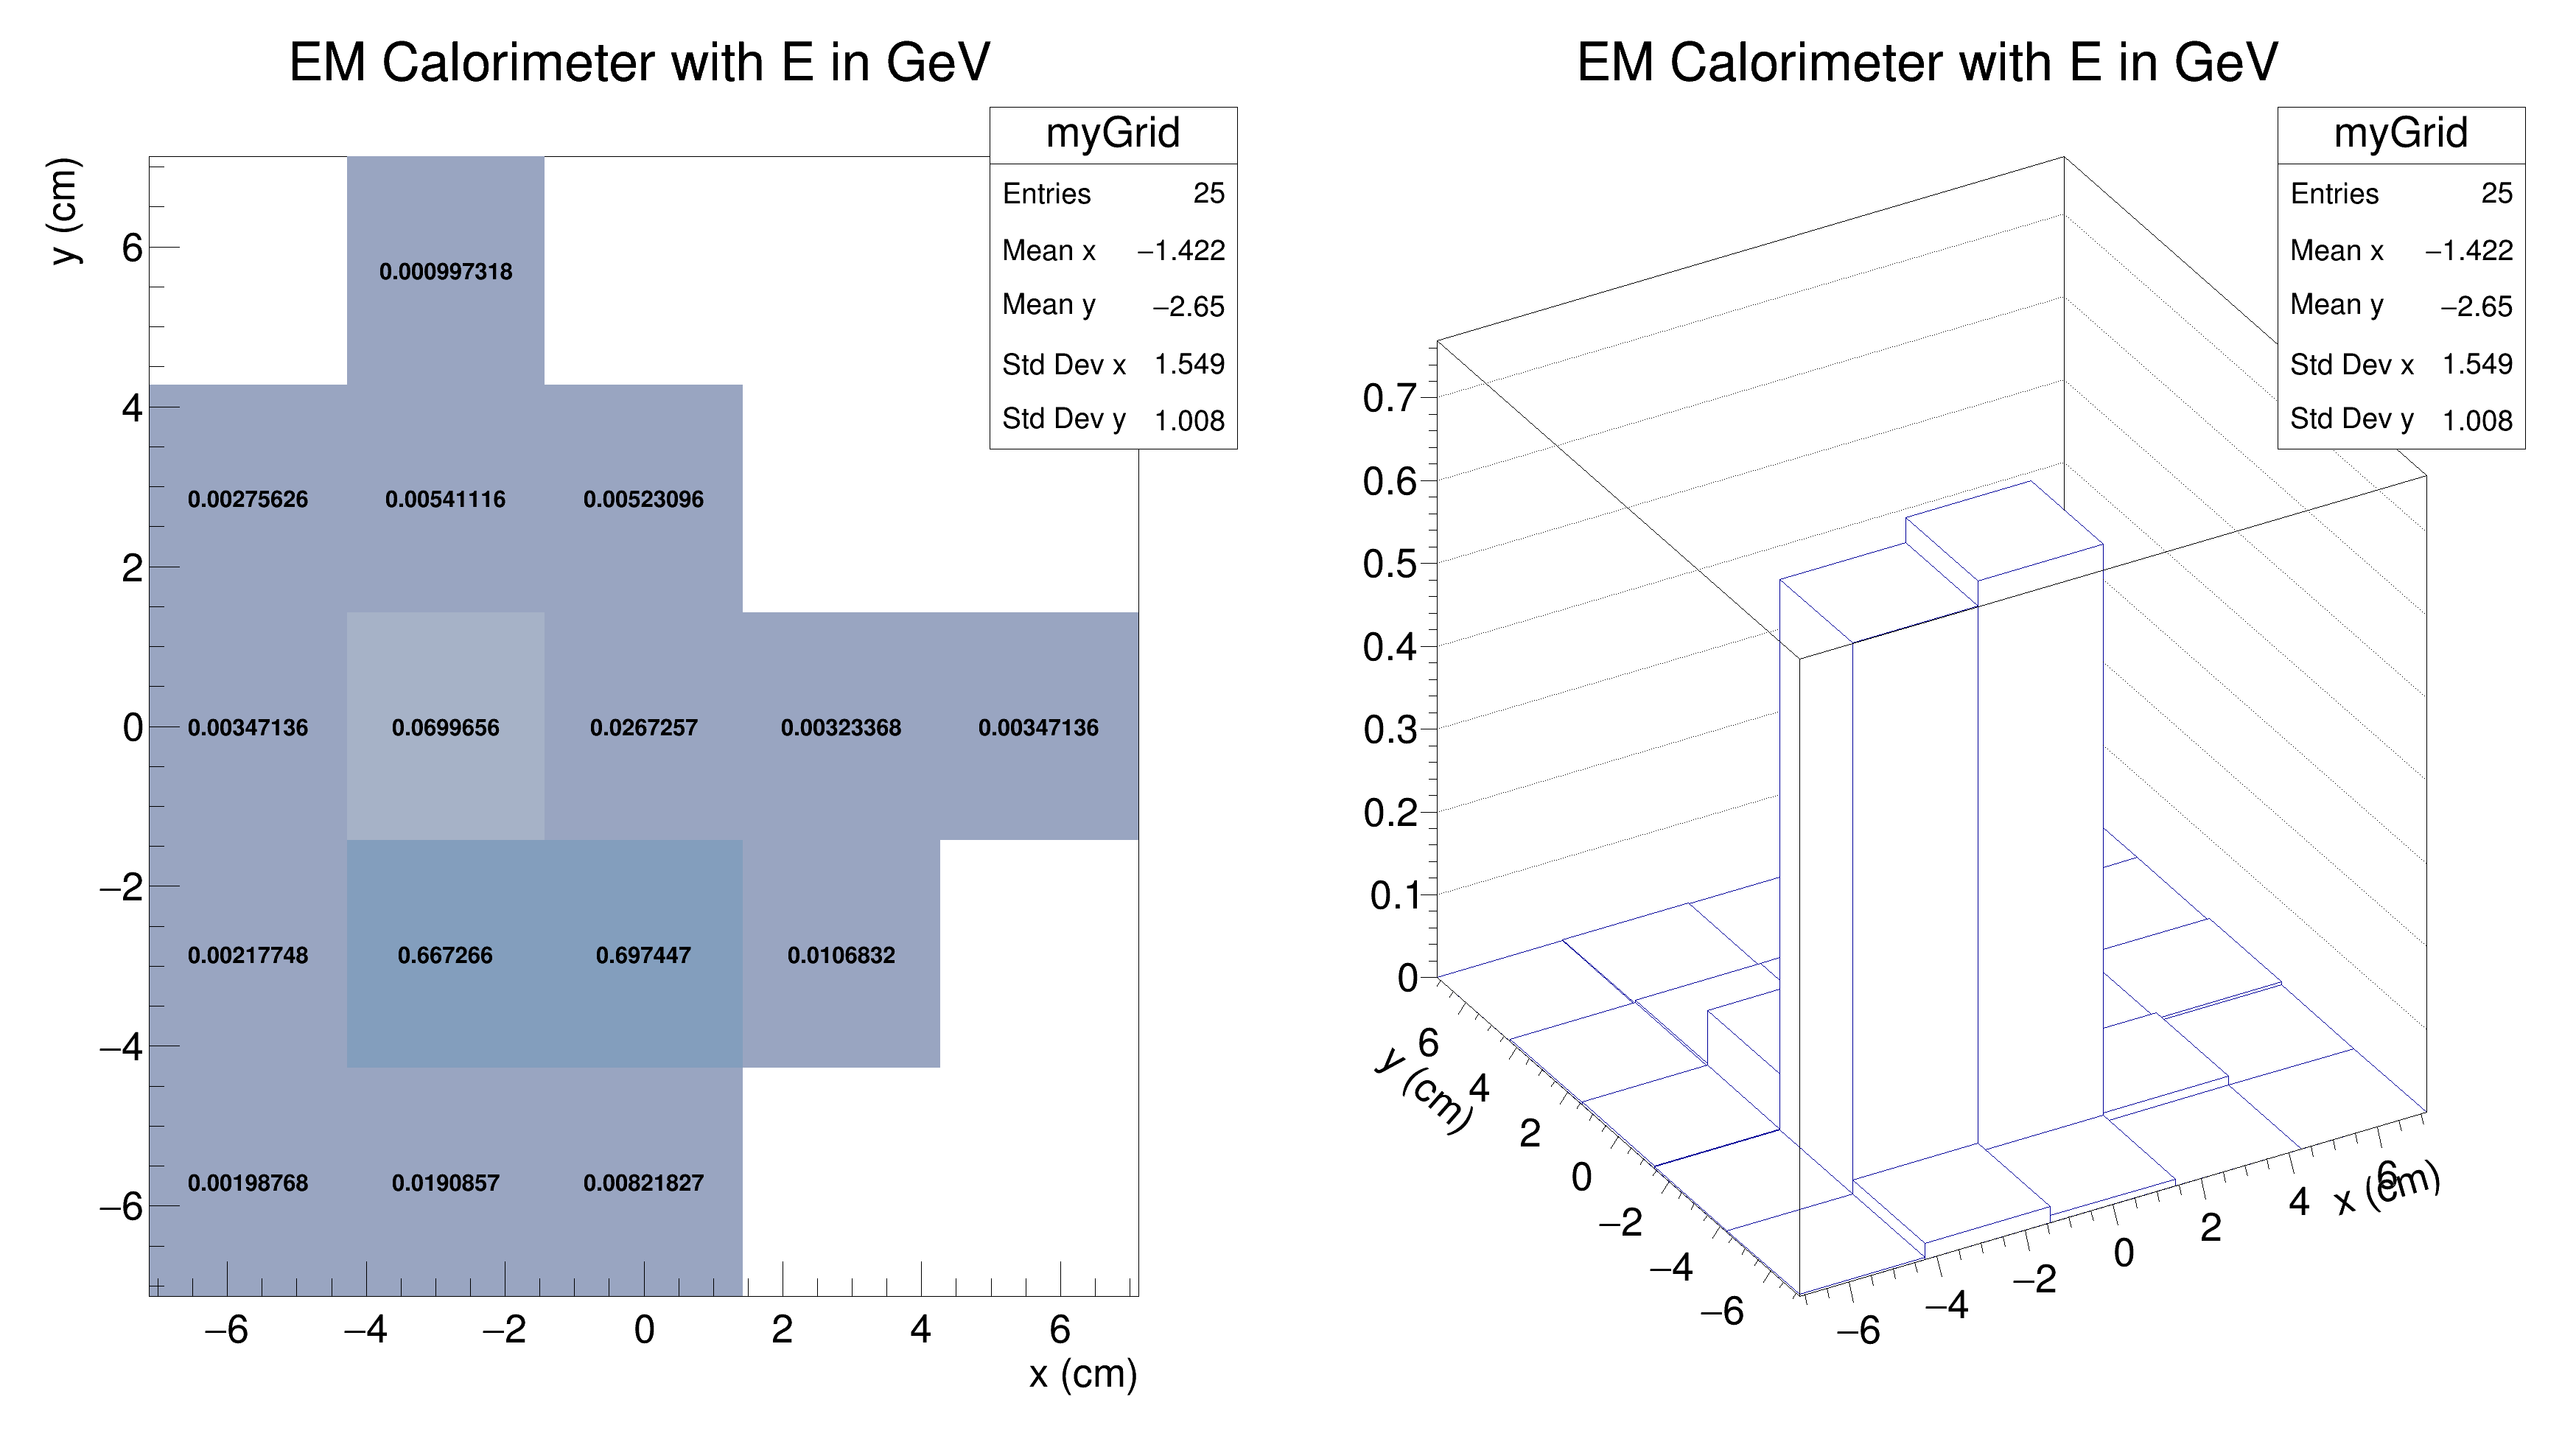 EM Calorimeter with E in GeV
myGrid
Entries 25
Mean x −1.422
Mean y −2.65
Std Dev x 1.549
Std Dev y 1.008
y (cm)
6
4
2
0
−2
−4
−6
0.000997318
0.00275626 0.00541116 0.00523096
0.00347136 0.0699656 0.0267257 0.00323368 0.00347136
0.00217748 0.667266 0.697447 0.0106832
0.00198768 0.0190857 0.00821827
−6 −4 −2 0 2 4 6
x (cm)
EM Calorimeter with E in GeV
myGrid
Entries 25
Mean x −1.422
Mean y −2.65
Std Dev x 1.549
Std Dev y 1.008
0.7
0.6
0.5
0.4
0.3
0.2
0.1
0
y (cm)
6
4
2
0
−2
−4
−6
−6 −4 −2 0 2 4 6
x (cm)